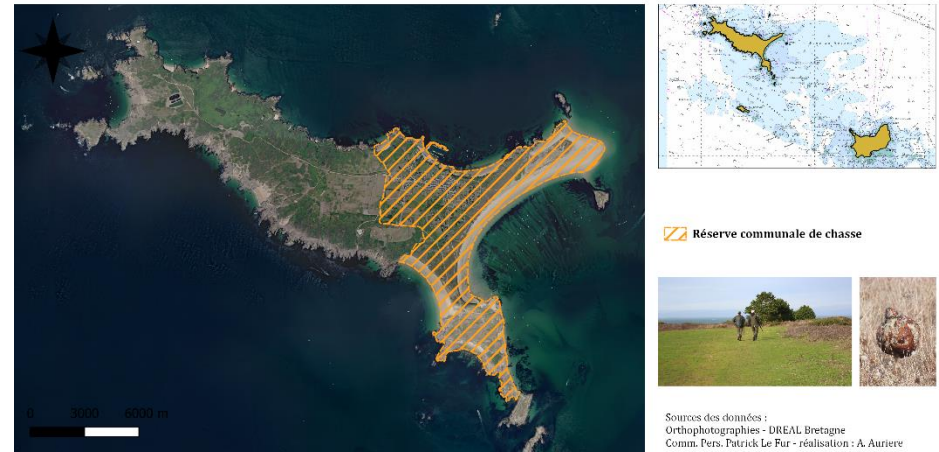 Réserve communale de chasse
0 3000 6000 m
Sources des données :
Orthophotographies - DREAL Bretagne
Comm. Pers. Patrick Le Fur - réalisation : A. Auriere